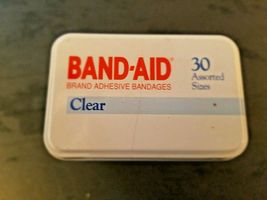 BAND-AID® 30
BRAND ADHESIVE BANDAGES Assorted
Sizes
Clear